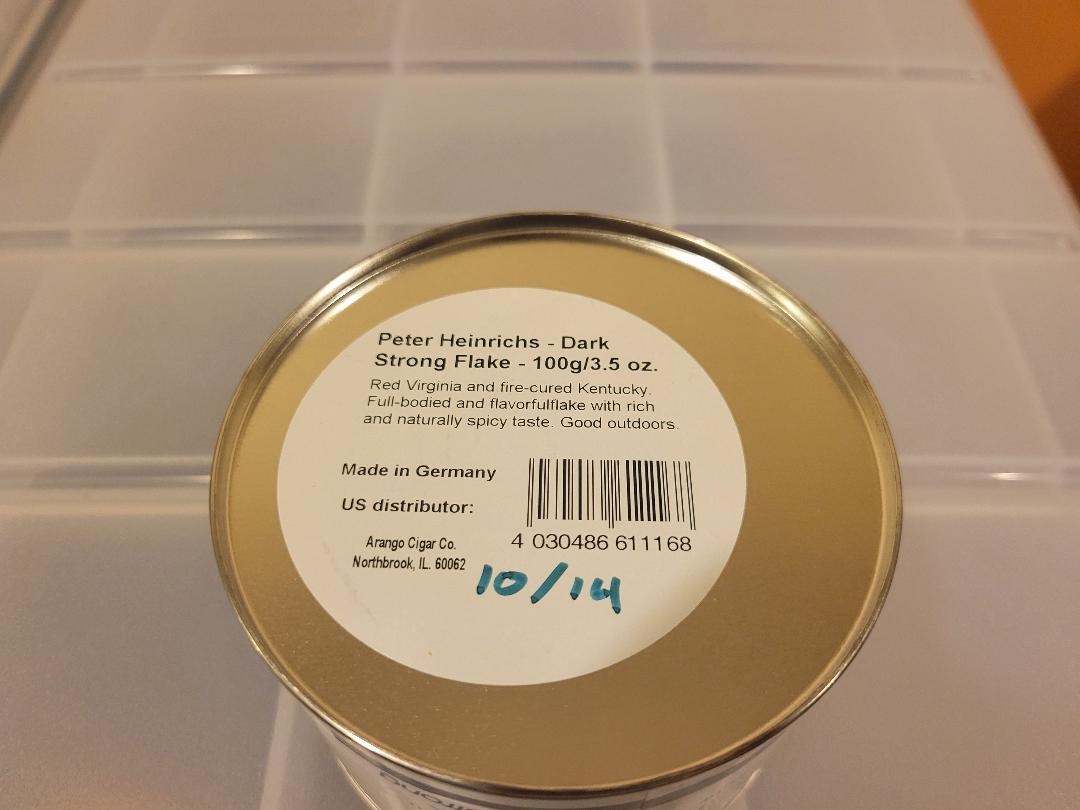 Peter Heinrichs - Dark
Strong Flake - 100g/3.5 oz.
Red Virginia and fire-cured Kentucky.
Full-bodied and flavorfulflake with rich
and naturally spicy taste. Good outdoors.
Made in Germany
US distributor:
Arango Cigar Co.
Northbrook, IL. 60062
4 030486 611168
10/14